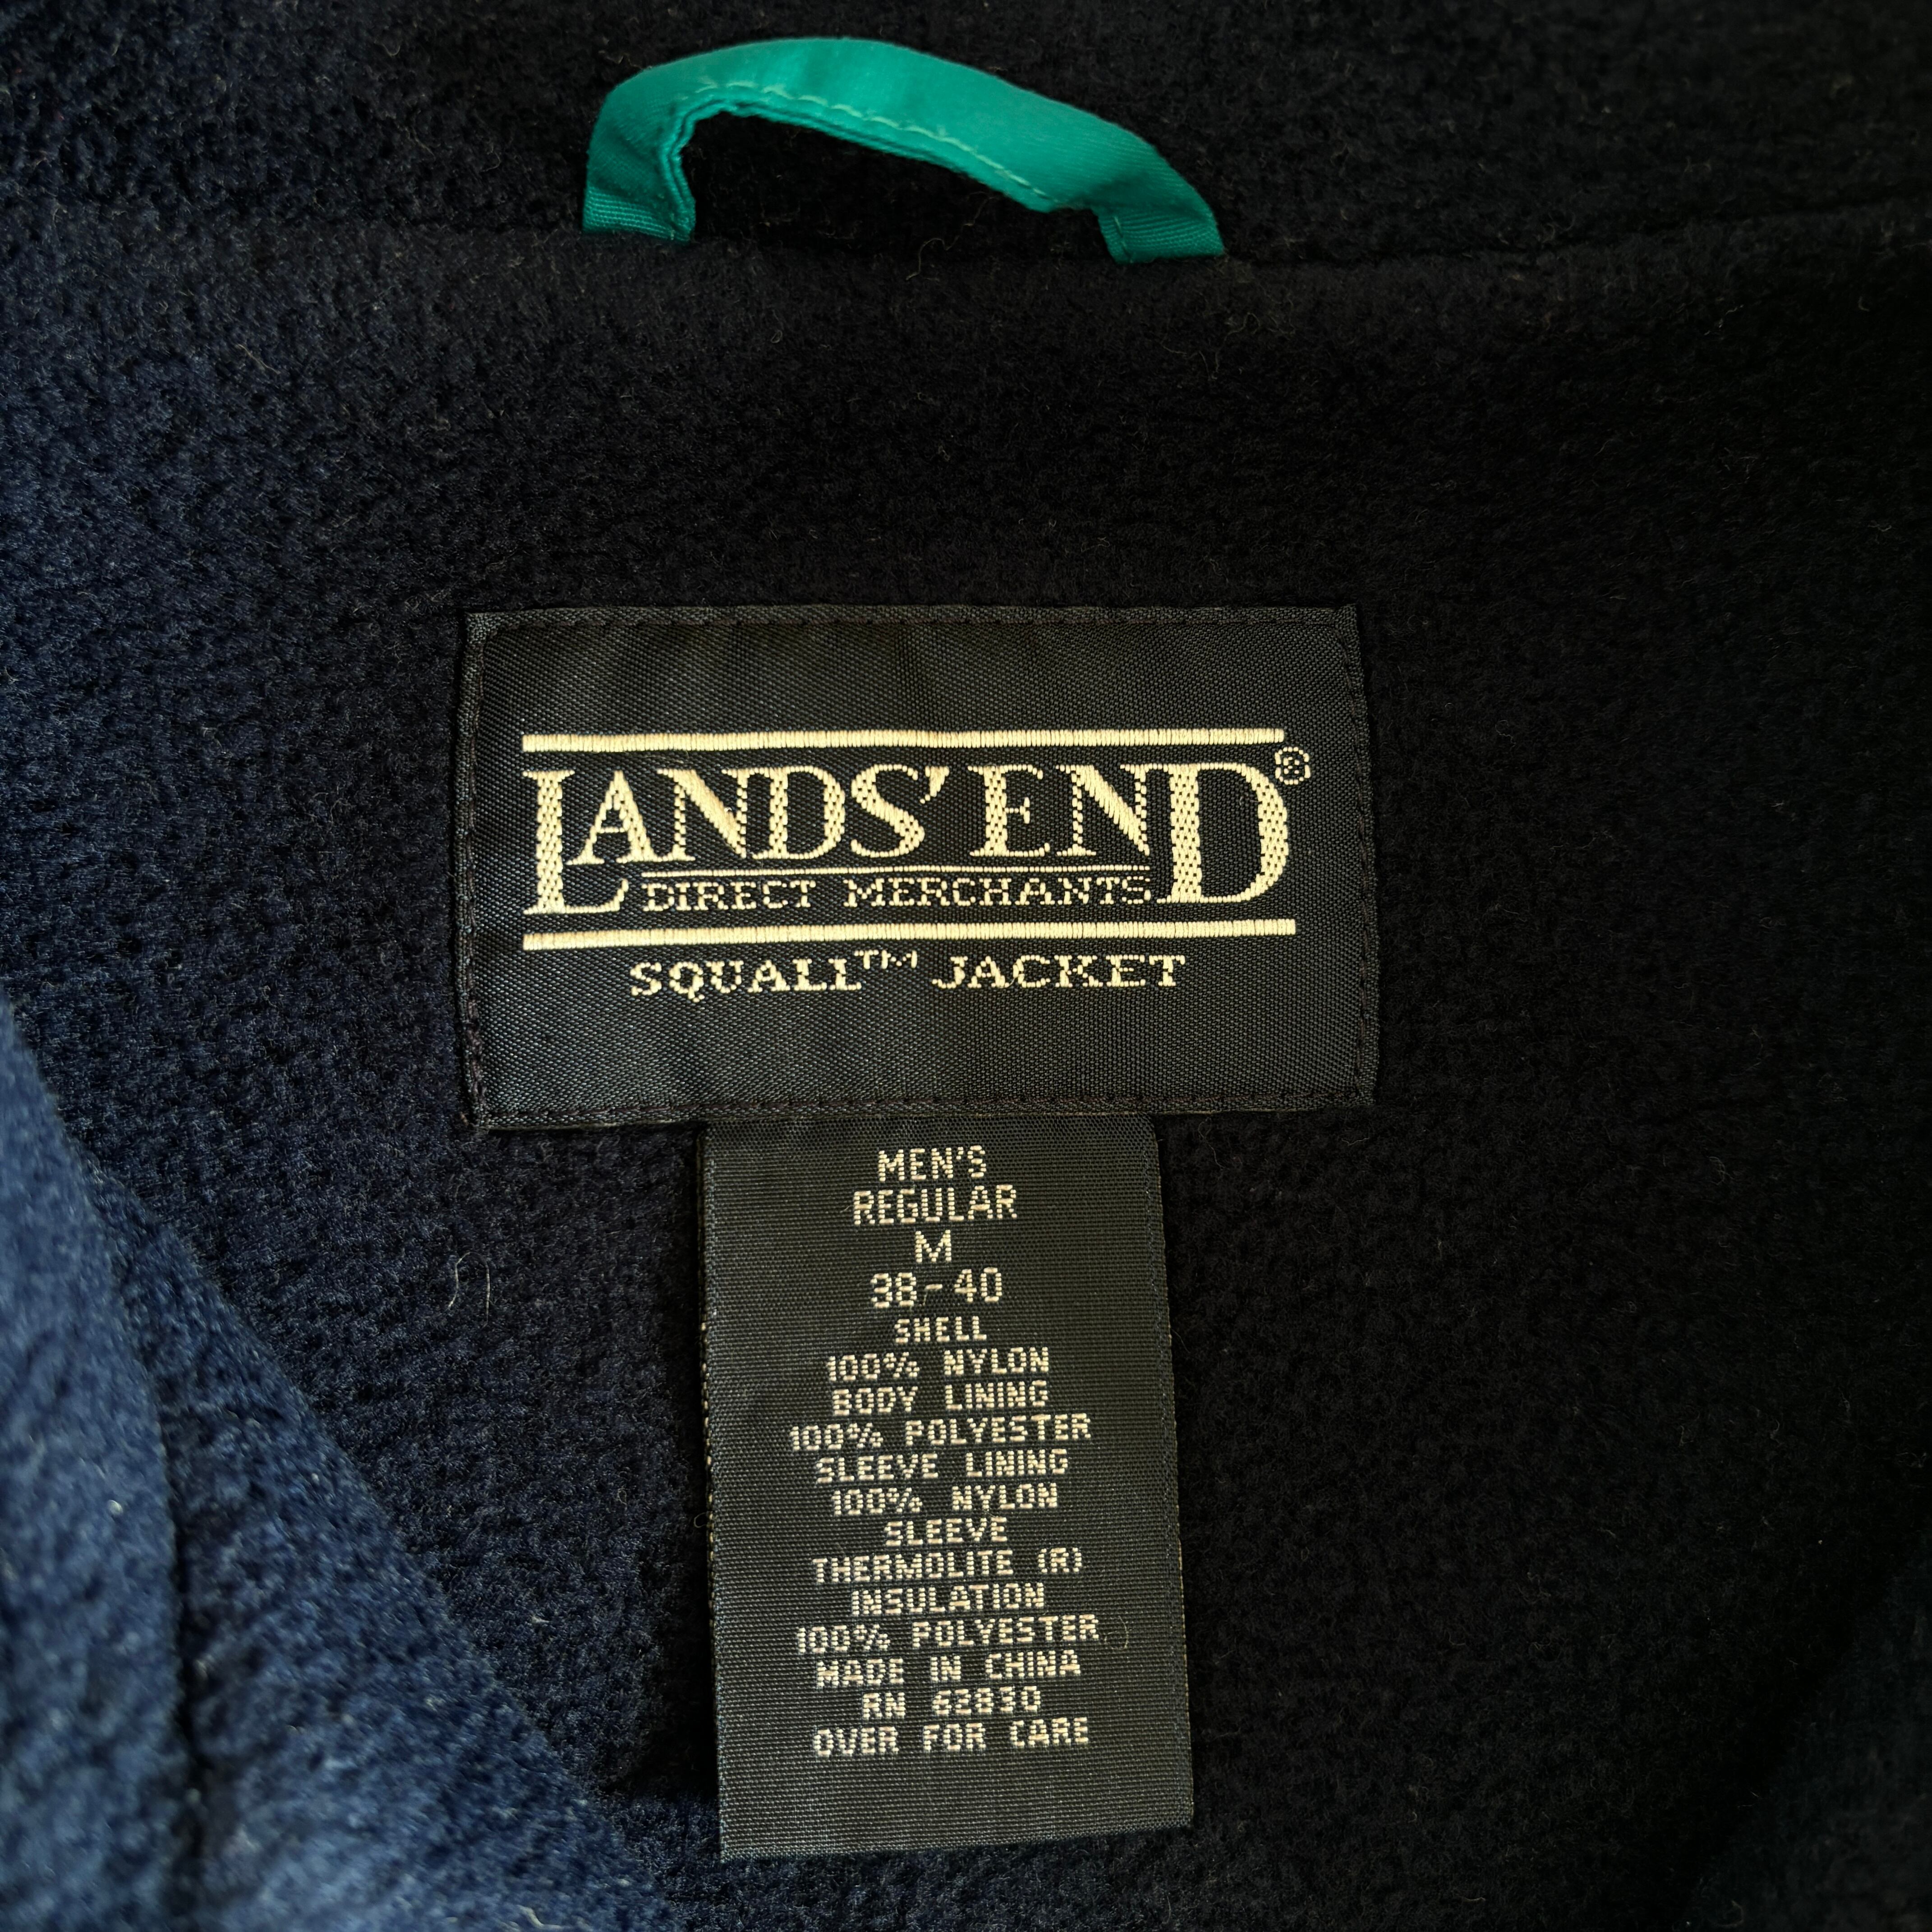 LANDS' END®
DIRECT MERCHANTS
SQUALL™ JACKET
MEN'S
REGULAR
M
38-40
SHELL
100% NYLON
BODY LINING
100% POLYESTER
SLEEVE LINING
100% NYLON
SLEEVE
THERMOLITE (R)
INSULATION
100% POLYESTER
MADE IN CHINA
RN 62830
OVER FOR CARE